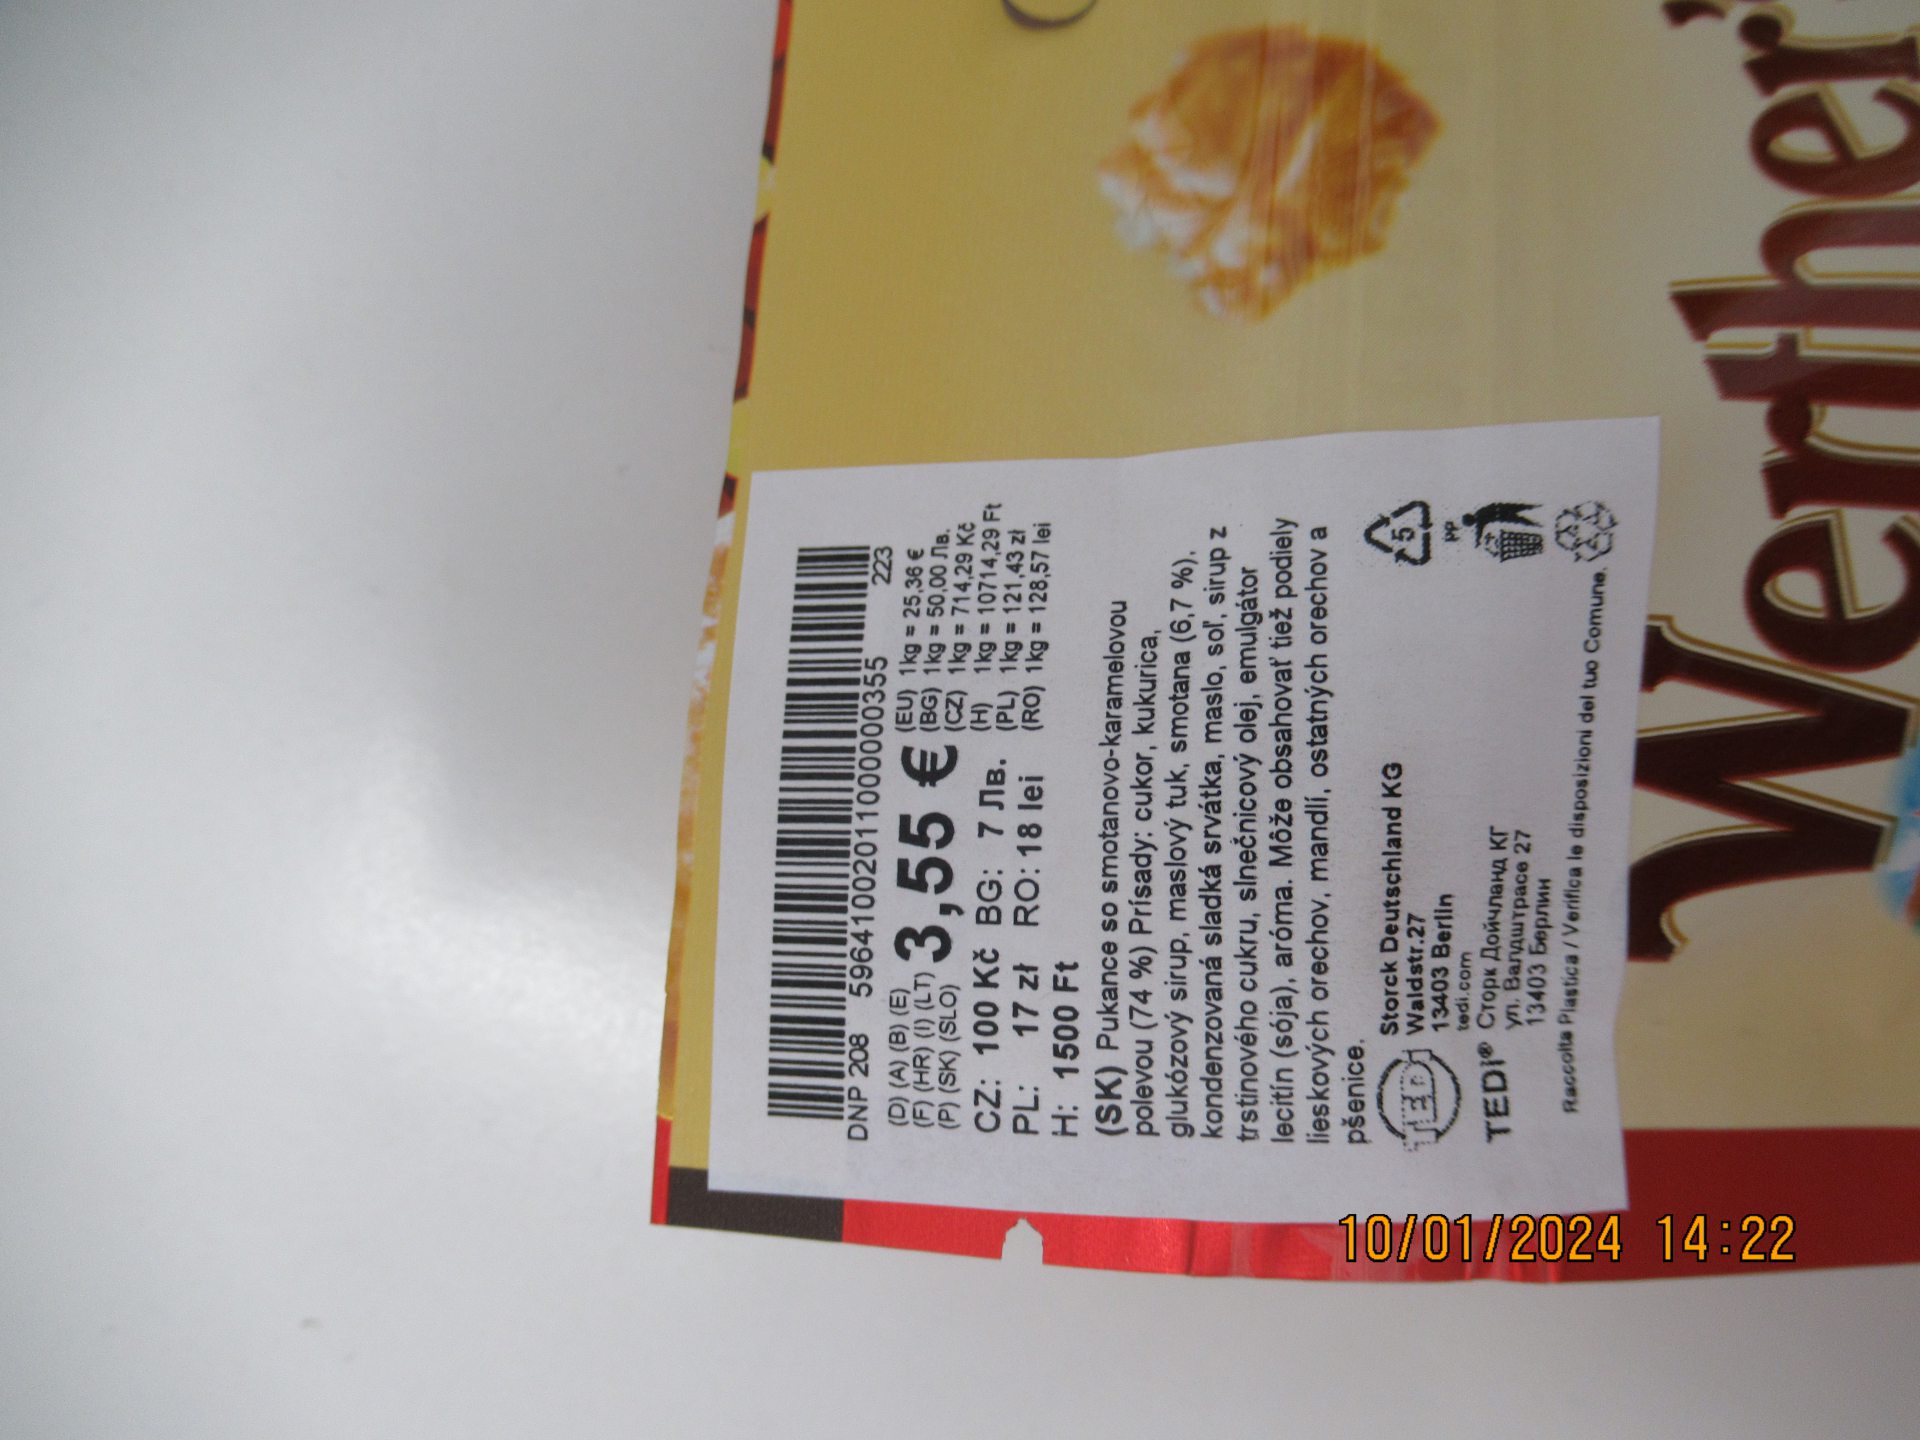 DNP 208 59641002011000000355 223
(D) (A) (B) (E)
(F) (HR) (I) (LT)
(P) (SK) (SLO)
3,55 €
(EU) 1kg = 25,36 €
(BG) 1kg = 50,00 Лв.
(CZ) 1kg = 714,29 Kč
(H) 1kg = 10714,29 Ft
(PL) 1kg = 121,43 zł
(RO) 1kg = 128,57 lei
CZ: 100 Kč BG: 7 Лв.
PL: 17 zł RO: 18 lei
H: 1500 Ft
(SK) Pukance so smotanovo-karamelovou
polevou (74 %) Prísady: cukor, kukurica,
glukózový sirup, maslový tuk, smotana (6,7 %),
kondenzovaná sladká srvátka, maslo, soľ, sirup z
trstinového cukru, slnečnicový olej, emulgátor
lecitín (sója), aróma. Môže obsahovať tiež podiely
lieskových orechov, mandlí, ostatných orechov a
pšenice.
TEDi
Storck Deutschland KG
Waldstr.27
13403 Berlin
tedi.com
TEDi® Сторк Дойчланд КГ
ул. Валдштрасе 27
13403 Берлин
5
PP
Raccolta Plastica / Verifica le disposizioni del tuo Comune.
Werther's
10/01/2024 14:22